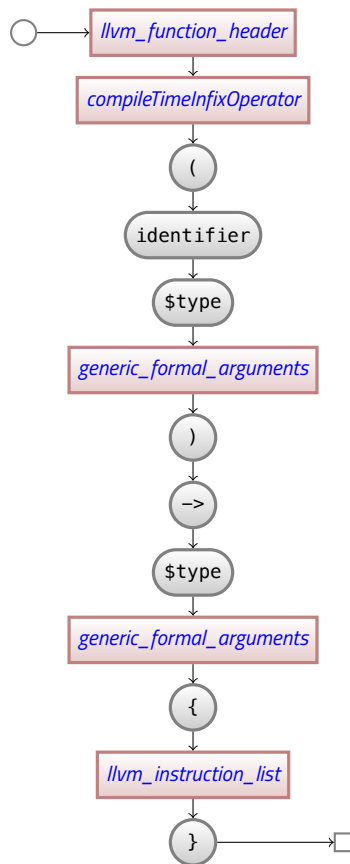 llvm_function_header
compileTimeInfixOperator
(
identifier
$type
generic_formal_arguments
)
->
$type
generic_formal_arguments
{
llvm_instruction_list
}